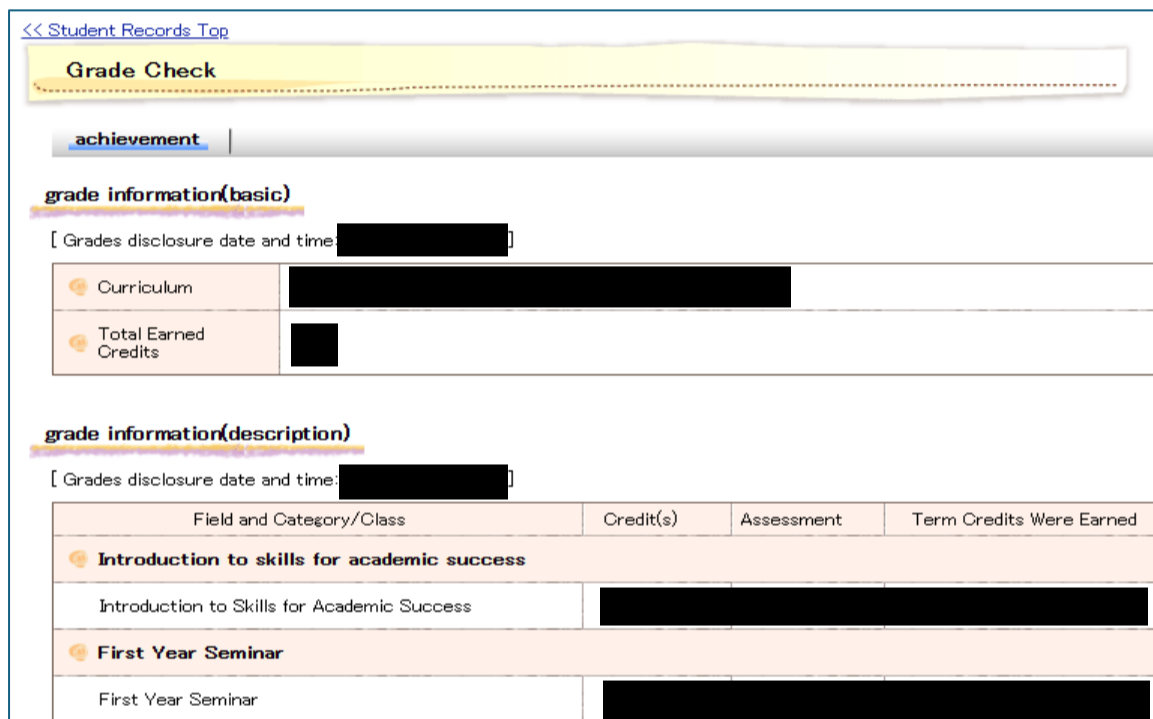 << Student Records Top
Grade Check
achievement
grade information(basic)
[ Grades disclosure date and time: ]
Curriculum
Total Earned
Credits
grade information(description)
[ Grades disclosure date and time: ]
Field and Category/Class Credit(s) Assessment Term Credits Were Earned
Introduction to skills for academic success
Introduction to Skills for Academic Success
First Year Seminar
First Year Seminar